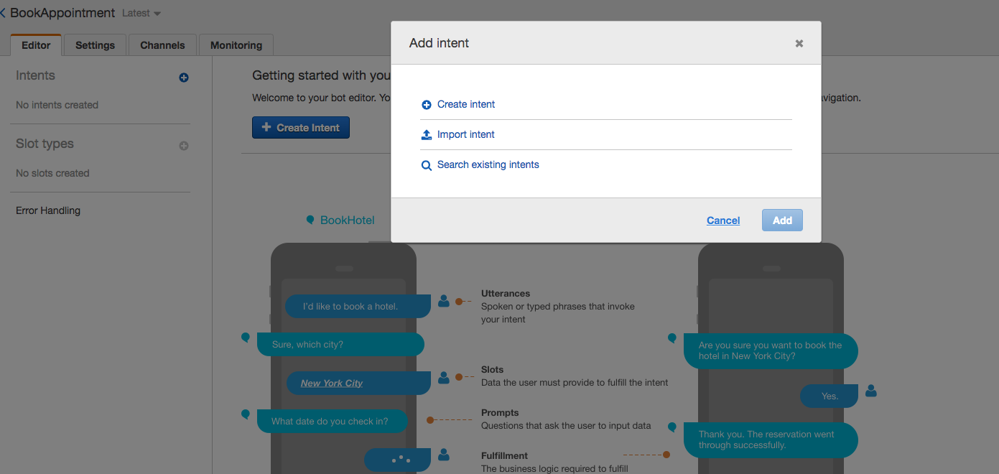 BookAppointment Latest
Editor
Settings
Channels
Monitoring
Intents
No intents created
Slot types
No slots created
Error Handling
Getting started with you
Welcome to your bot editor. Yo
vigation.
Create Intent
Add intent
Create intent
Import intent
Search existing intents
Cancel
Add
BookHotel
I'd like to book a hotel.
Sure, which city?
New York City
What date do you check in?
Utterances
Spoken or typed phrases that invoke
your intent
Slots
Data the user must provide to fulfill the intent
Prompts
Questions that ask the user to input data
Fulfillment
The business logic required to fulfill
Are you sure you want to book the
hotel in New York City?
Yes.
Thank you. The reservation went
through successfully.